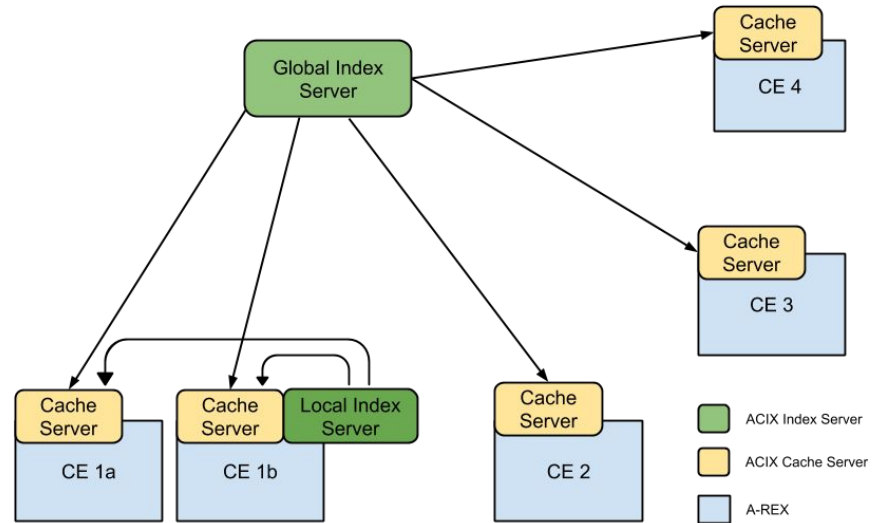 Cache
Server
CE 4
Global Index
Server
Cache
Server
CE 3
Cache
Server
CE 1a
Cache
Server
CE 1b
Local Index
Server
Cache
Server
CE 2
ACIX Index Server
ACIX Cache Server
A-REX